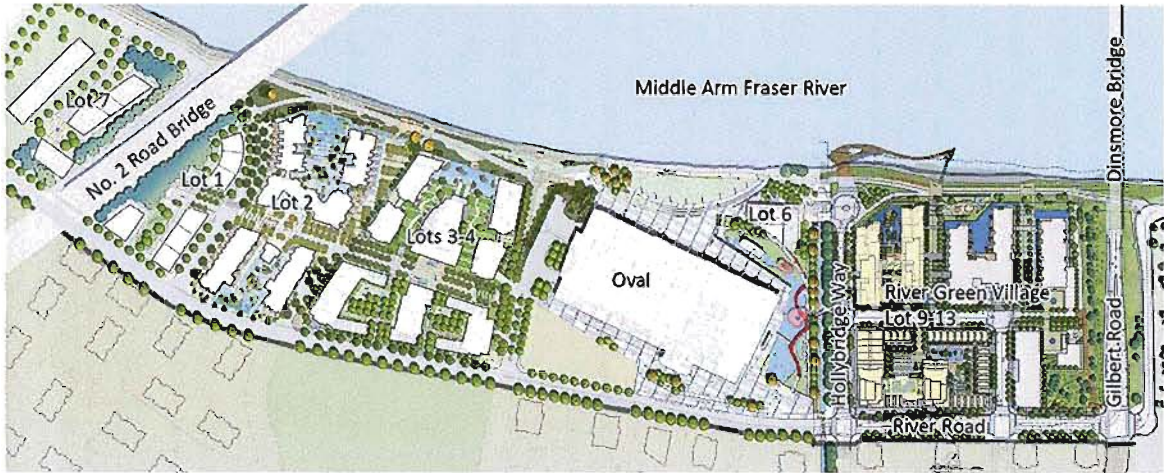 Middle Arm Fraser River
Dinsmore Bridge
Lot 7
No. 2 Road Bridge
Lot 1
Lot 2
Lots 3-4
Lot 6
Oval
Hollybridge Way
River Green Village
Lot 9-13
Gilbert Road
River Road